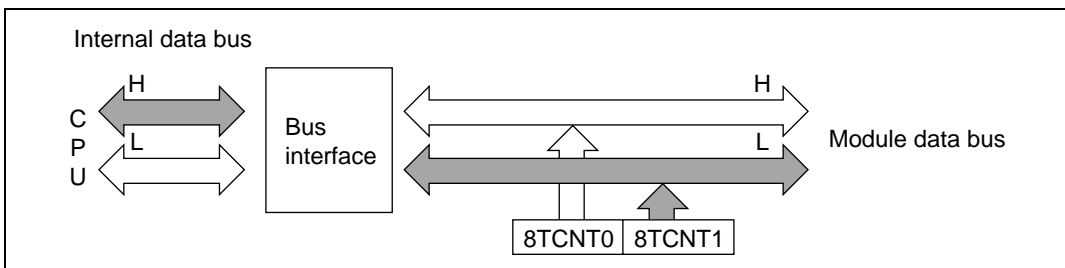 Internal data bus
H
H
C
P
U
L
L
Bus
interface
Module data bus
8TCNT0
8TCNT1